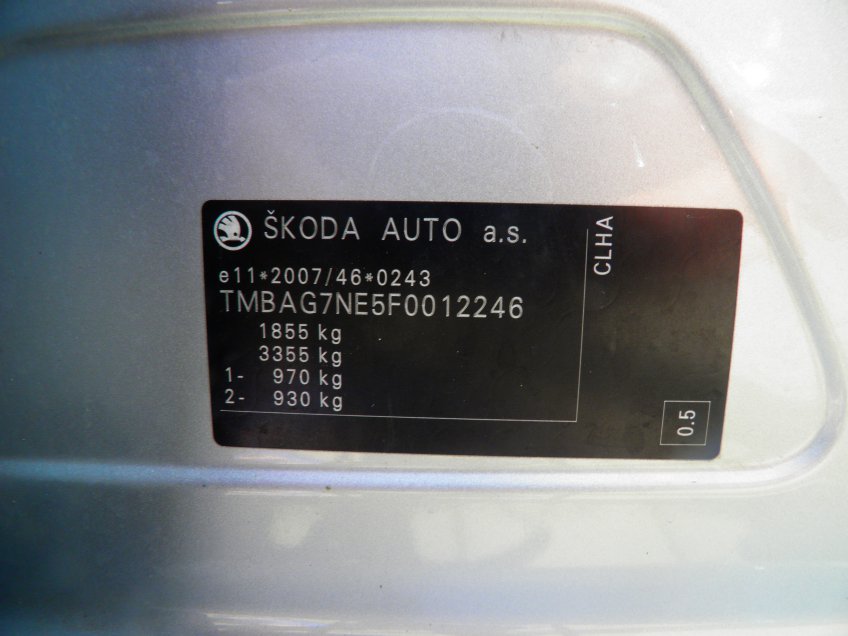 ŠKODA AUTO a.s.
e11*2007/46*0243
TMBAG7NE5F0012246
1855 kg
3355 kg
1- 970 kg
2- 930 kg
CLHA
0.5